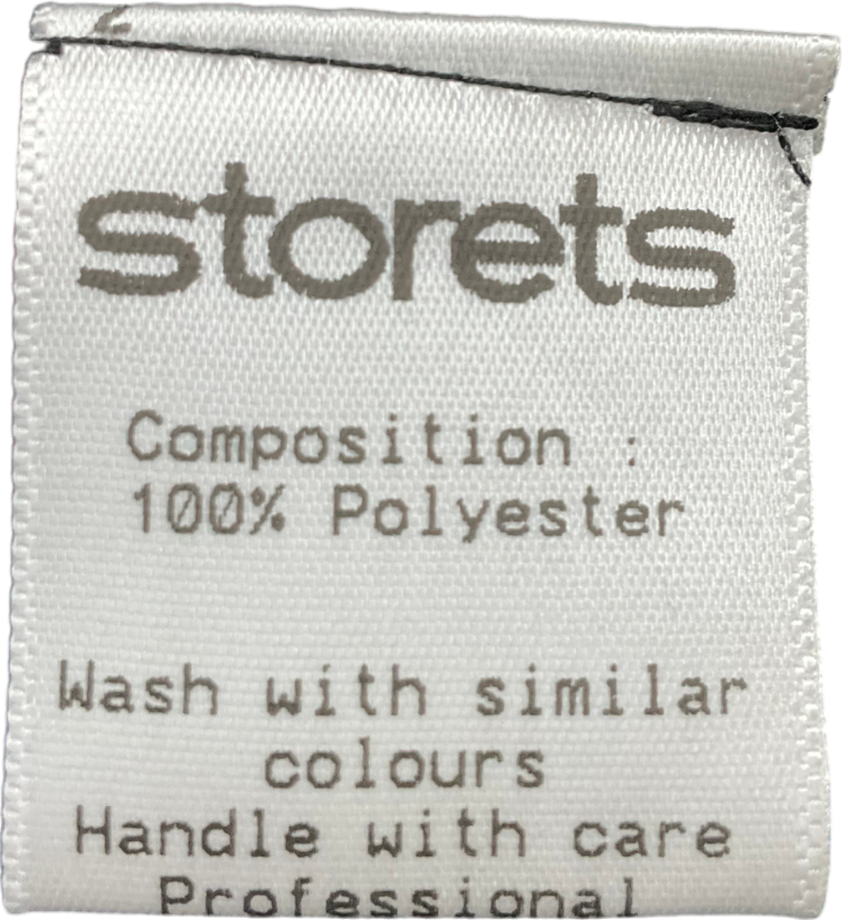 storets
Composition :
100% Polyester
Wash with similar
colours
Handle with care
Professional